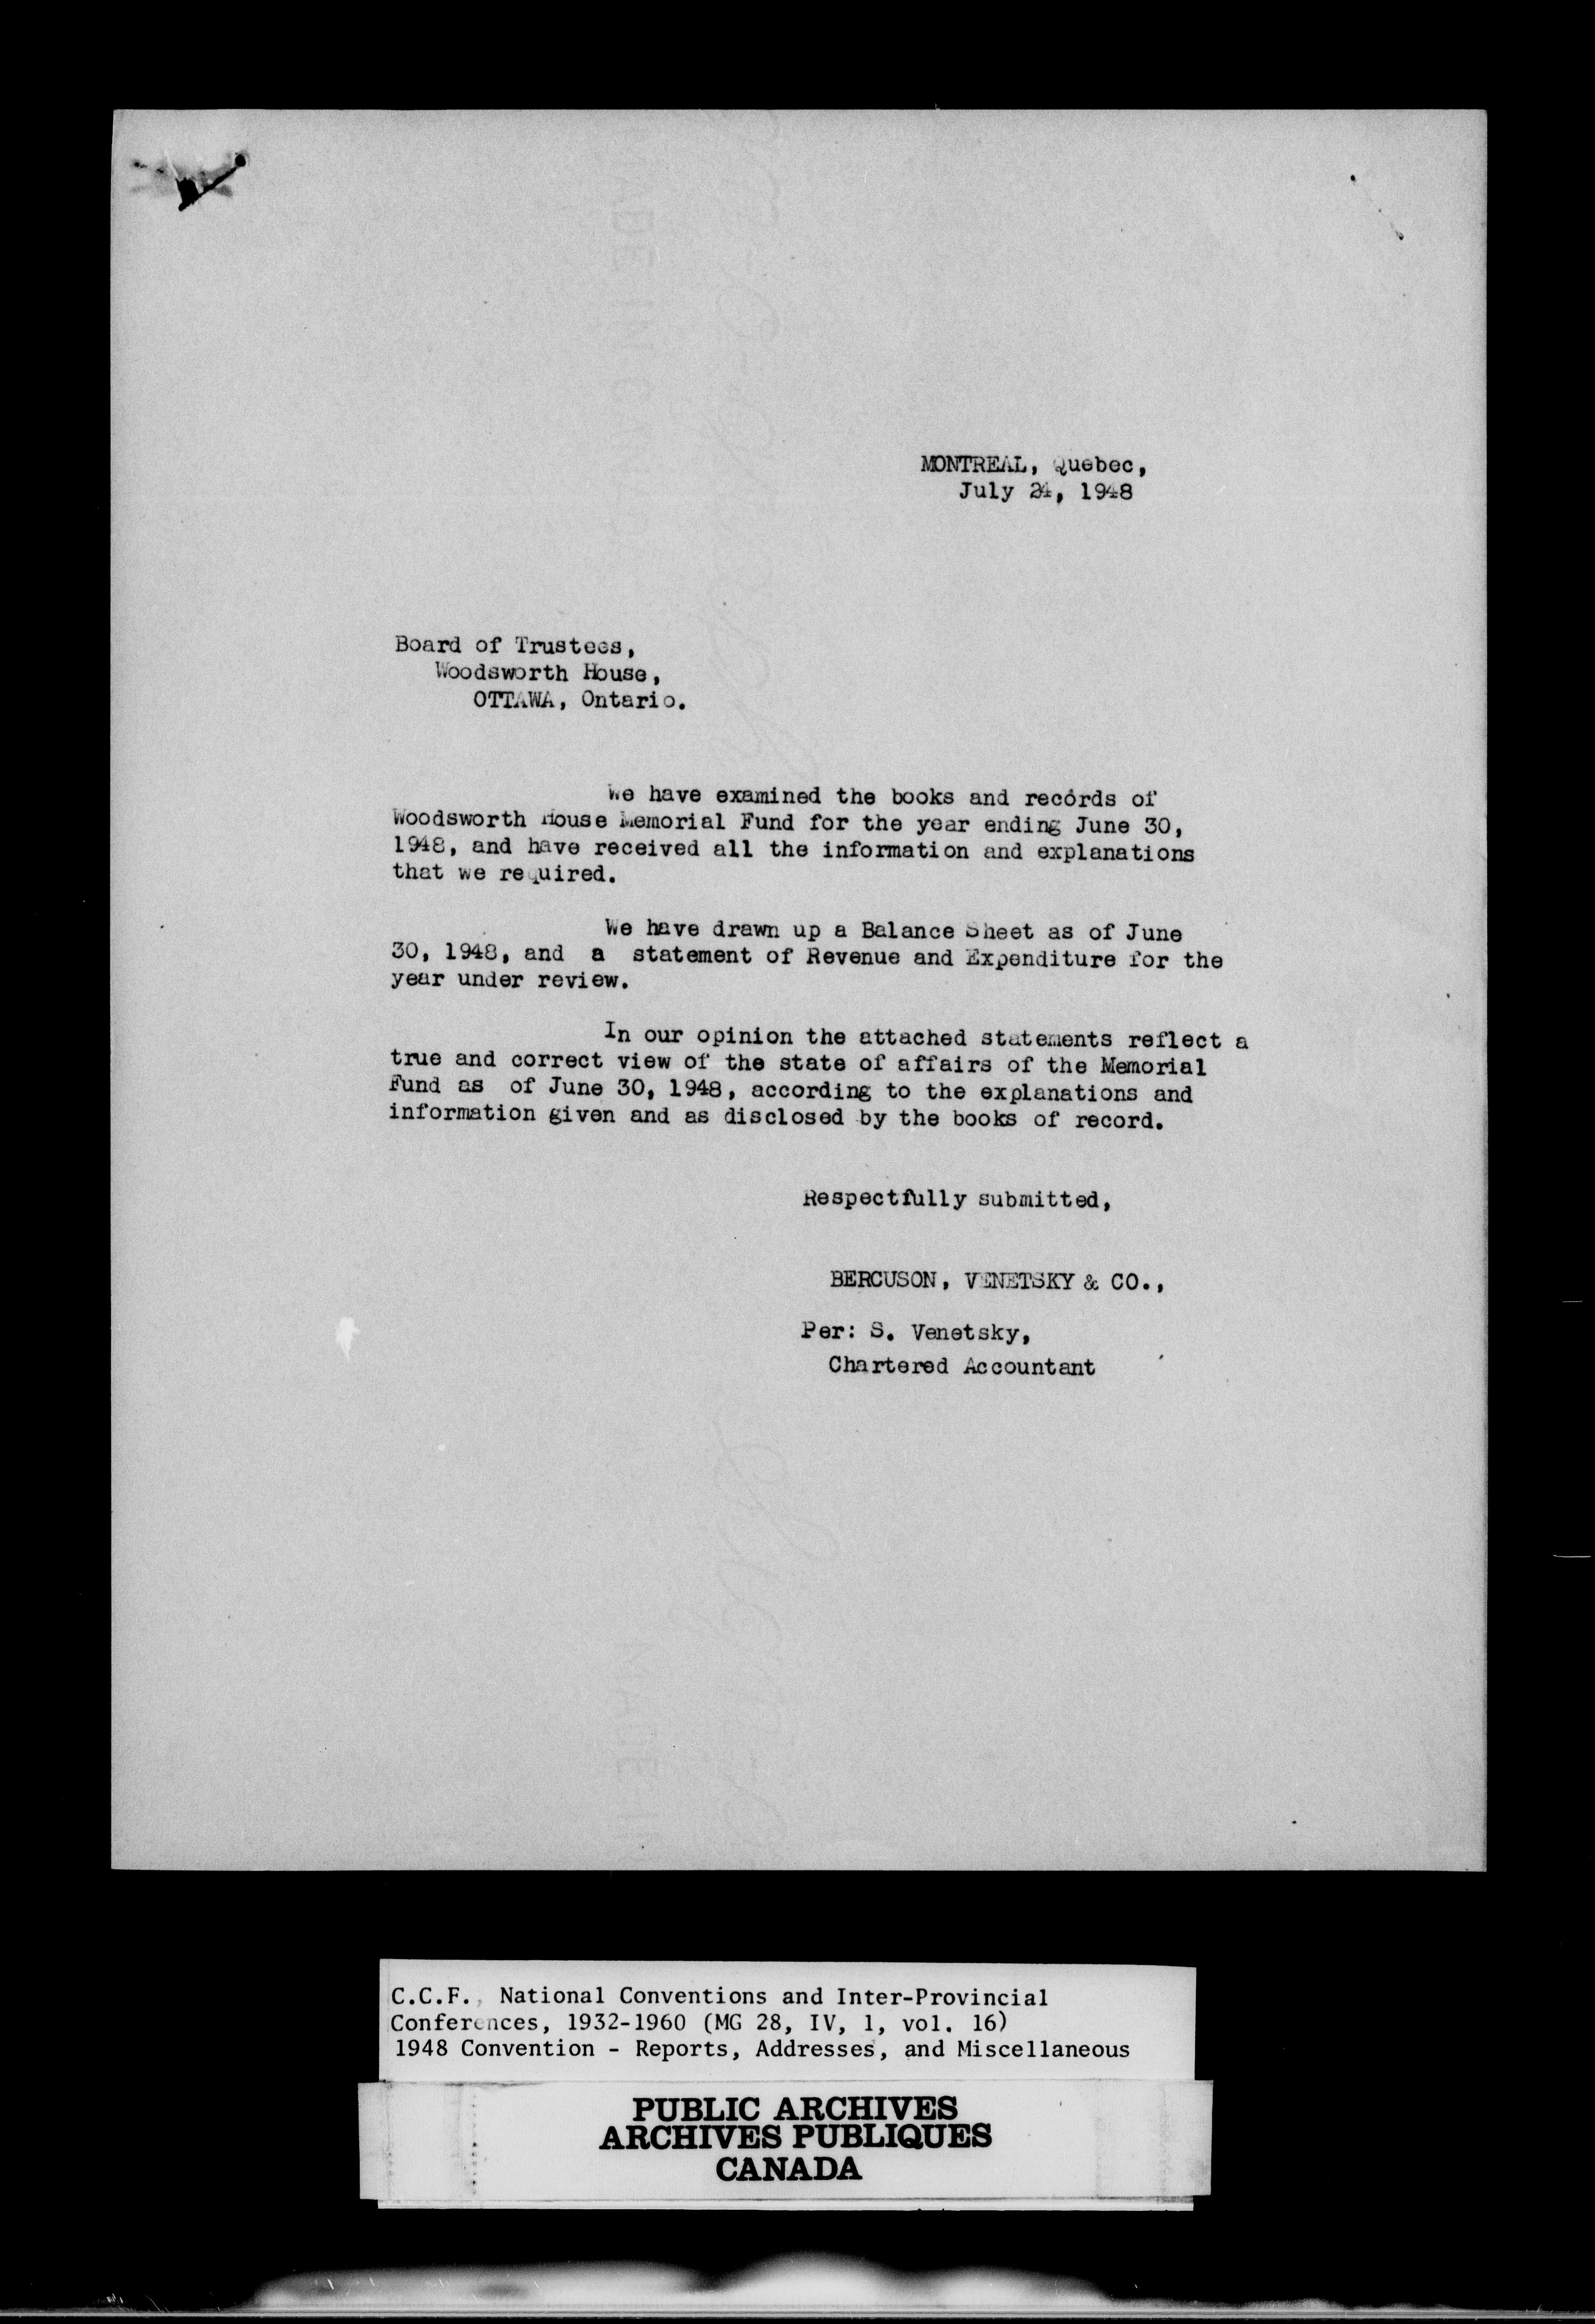 MONTREAL, Quebec,
July 24, 1948
Board of Trustees,
Woodsworth House,
OTTAWA, Ontario.
We have examined the books and records of
Woodsworth House Memorial Fund for the year ending June 30,
1948, and have received all the information and explanations
that we required.
We have drawn up a Balance Sheet as of June
30, 1948, and a statement of Revenue and Expenditure for the
year under review.
In our opinion the attached statements reflect a
true and correct view of the state of affairs of the Memorial
Fund as of June 30, 1948, according to the explanations and
information given and as disclosed by the books of record.
Respectfully submitted,
BERCUSON, VENETSKY & CO.,
Per: S. Venetsky,
Chartered Accountant
C.C.F., National Conventions and Inter-Provincial
Conferences, 1932-1960 (MG 28, IV, 1, vol. 16)
1948 Convention - Reports, Addresses, and Miscellaneous
PUBLIC ARCHIVES
ARCHIVES PUBLIQUES
CANADA